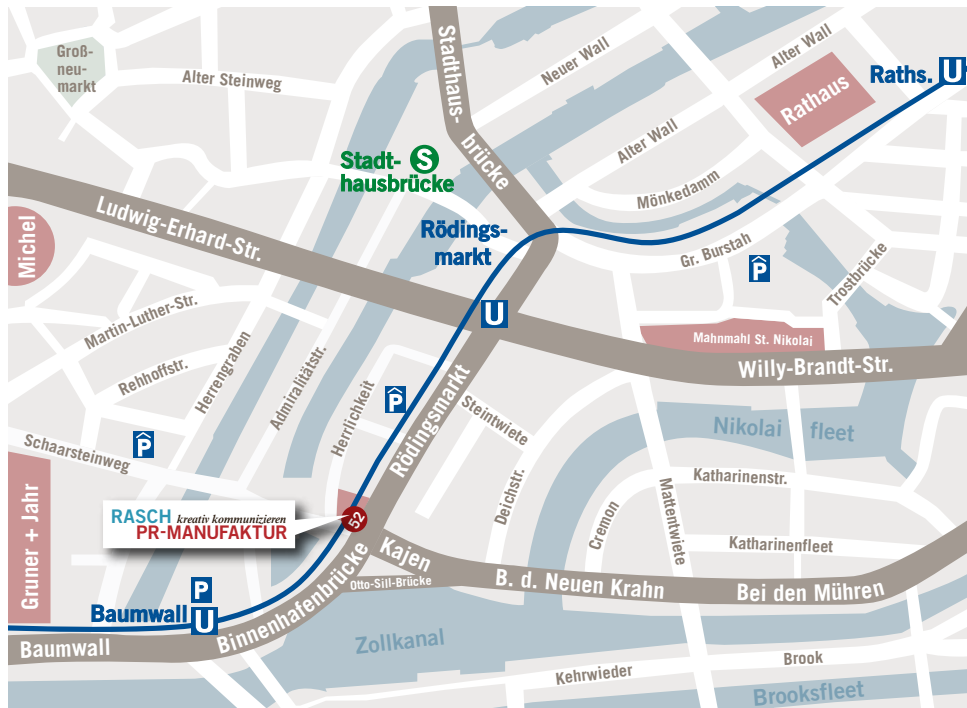 Groß-
neu-
markt
Alter Steinweg
Stadthaus-
brücke
Neuer Wall
Alter Wall
Rathaus
Raths. U
Alter Wall
Stadt- S
hausbrücke
Mönkedamm
Ludwig-Erhard-Str.
Michel
Rödings-
markt
Gr. Burstah
P
Trostbrücke
U
Martin-Luther-Str.
Mahnmahl St. Nikolai
Willy-Brandt-Str.
Rehhoffstr.
Herrengraben
Admiralitätstr.
Herrlichkeit
P
Rödingsmarkt
Steintwiete
Nikolai fleet
P
Schaarsteinweg
Gruner + Jahr
Deichstr.
Cremon
Mattentwiete
Katharinenstr.
RASCH kreativ kommunizieren
PR-MANUFAKTUR
52
Katharinenfleet
Kajen
Otto-Sill-Brücke
B. d. Neuen Krahn
Bei den Mühren
P
Baumwall U
Binnenhafenbrücke
Baumwall
Zollkanal
Kehrwieder
Brook
Brooksfleet